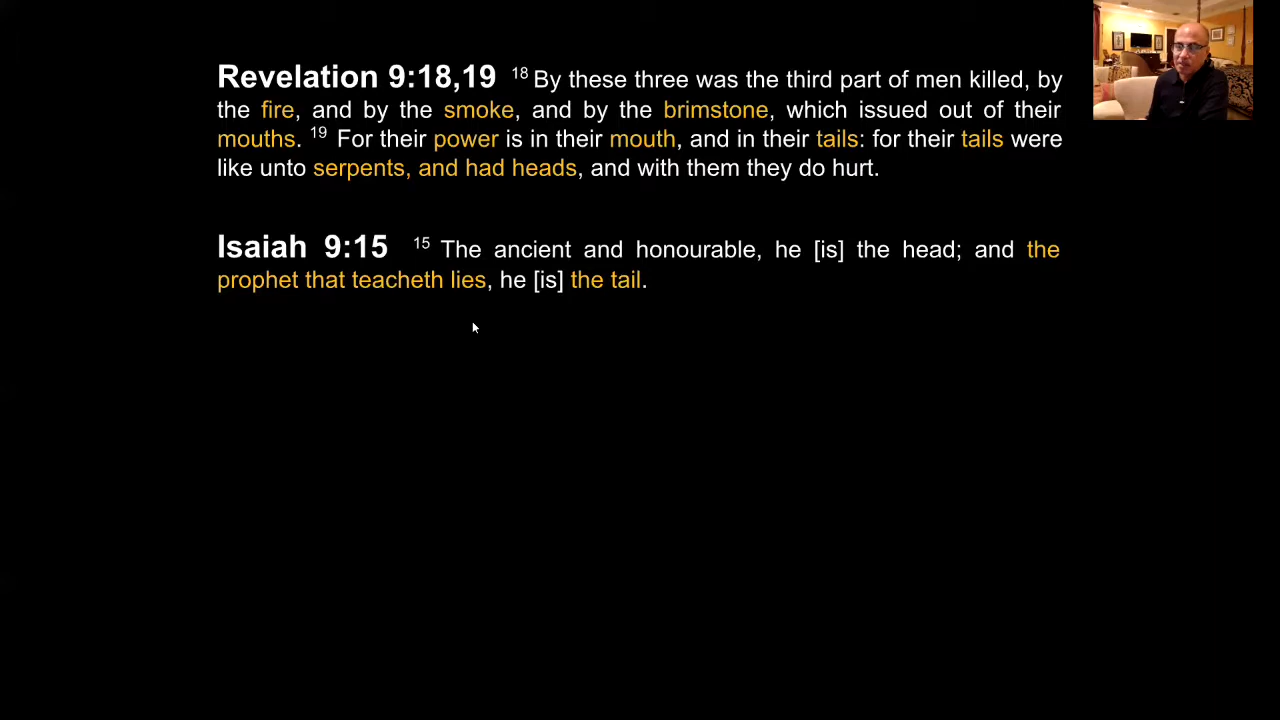 Revelation 9:18,19 18 By these three was the third part of men killed, by
the fire, and by the smoke, and by the brimstone, which issued out of their
mouths. 19 For their power is in their mouth, and in their tails: for their tails were
like unto serpents, and had heads, and with them they do hurt.
Isaiah 9:15 15 The ancient and honourable, he [is] the head; and the
prophet that teacheth lies, he [is] the tail.